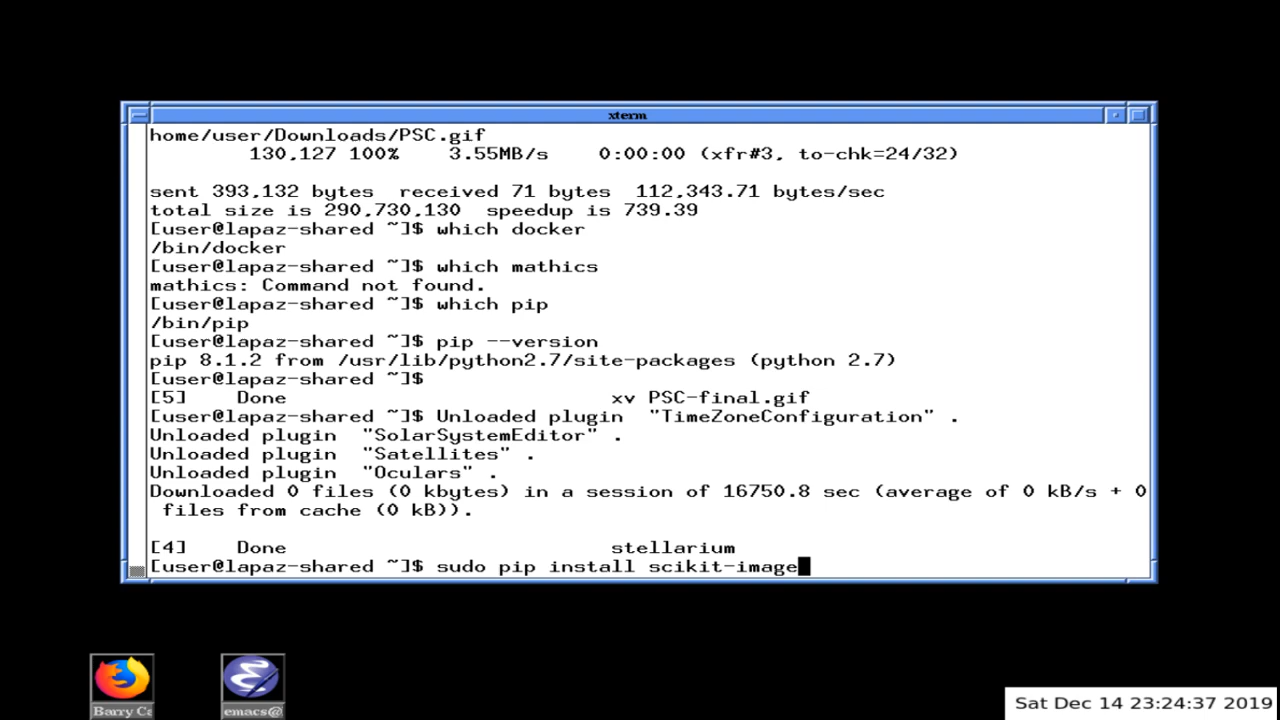 xterm
home/user/Downloads/PSC.gif
130,127 100% 3.55MB/s 0:00:00 (xfr#3, to-chk=24/32)
sent 393,132 bytes received 71 bytes 112,343.71 bytes/sec
total size is 290,730,130 speedup is 739.39
[user@lapaz-shared ~]$ which docker
/bin/docker
[user@lapaz-shared ~]$ which mathics
mathics: Command not found.
[user@lapaz-shared ~]$ which pip
/bin/pip
[user@lapaz-shared ~]$ pip --version
pip 8.1.2 from /usr/lib/python2.7/site-packages (python 2.7)
[user@lapaz-shared ~]$
[5] Done xv PSC-final.gif
[user@lapaz-shared ~]$ Unloaded plugin "TimeZoneConfiguration" .
Unloaded plugin "SolarSystemEditor" .
Unloaded plugin "Satellites" .
Unloaded plugin "Oculars" .
Downloaded 0 files (0 kbytes) in a session of 16750.8 sec (average of 0 kB/s + 0
files from cache (0 kB)).
[4] Done stellarium
[user@lapaz-shared ~]$ sudo pip install scikit-image
Barry Ca
emacs@
Sat Dec 14 23:24:37 2019